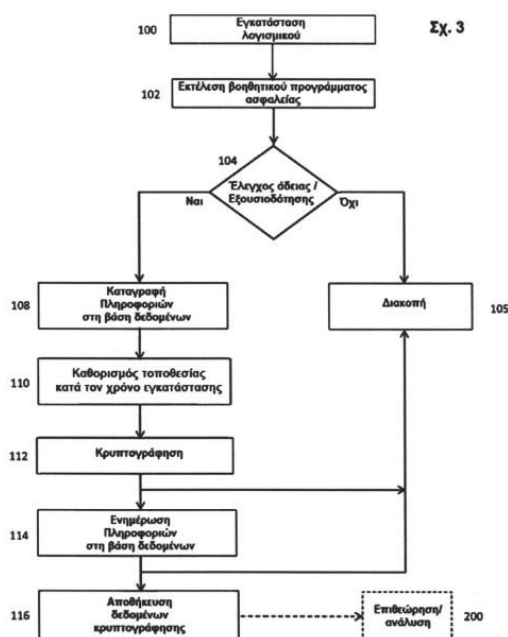 Σχ. 3
100
Εγκατάσταση
λογισμικού
102
Εκτέλεση βοηθητικού προγράμματος
ασφαλείας
104
Έλεγχος άδειας /
Εξουσιοδότησης
Ναι
Όχι
108
Καταγραφή
Πληροφοριών
στη βάση δεδομένων
Διακοπή
105
110
Καθορισμός τοποθεσίας
κατά τον χρόνο εγκατάστασης
112
Κρυπτογράφηση
114
Ενημέρωση
Πληροφοριών
στη βάση δεδομένων
116
Αποθήκευση
δεδομένων
κρυπτογράφησης
Επιθεώρηση/
ανάλυση
200